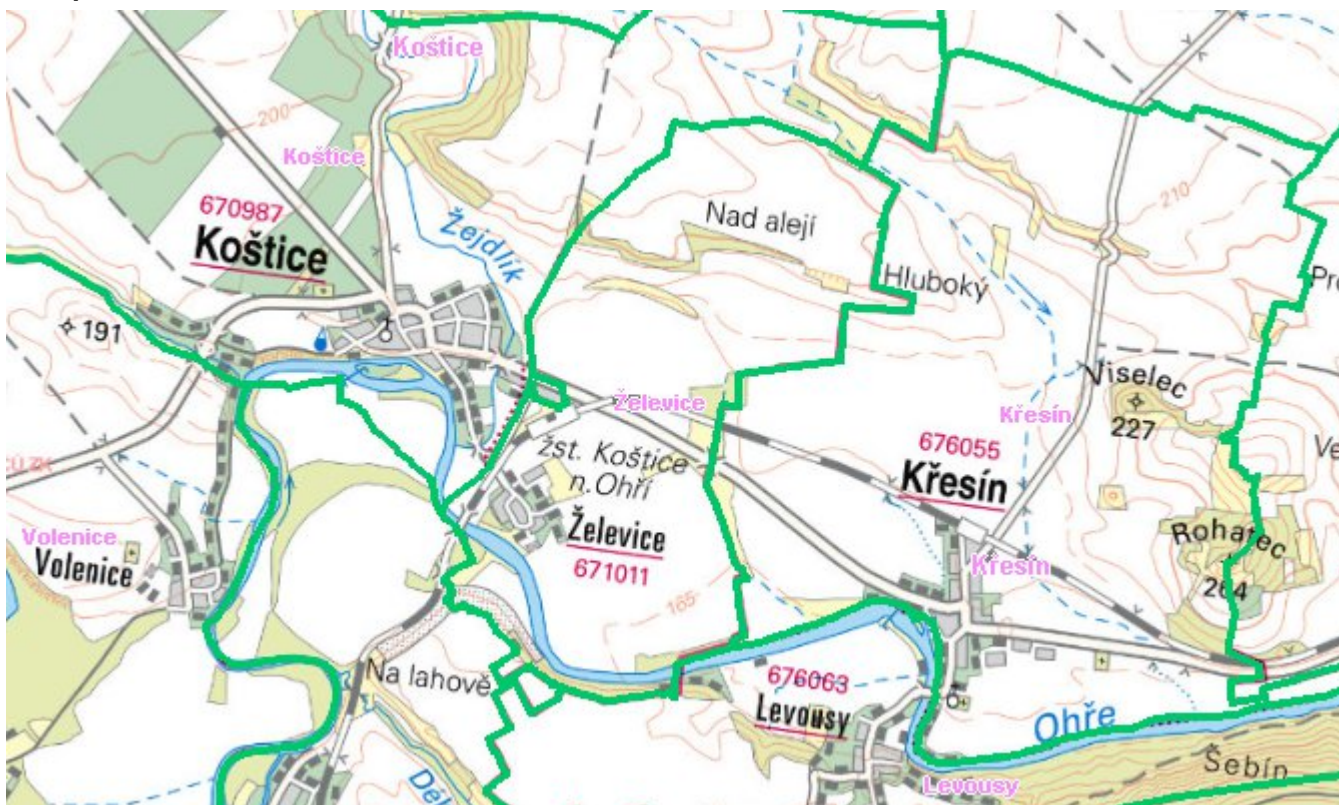 Koštice
200
Koštice
670987
Koštice
Žejdlík
Nad alejí
Hluboký
210
191
Želevice
Křesín
Viselec
227
676055
Křesín
žst. Koštice
n.Ohří
Želevice
671011
Volenice
Volenice
Rohatec
264
Křesín
165
Na lahově
676063
Levousy
Ohře
Šebín
Levousy